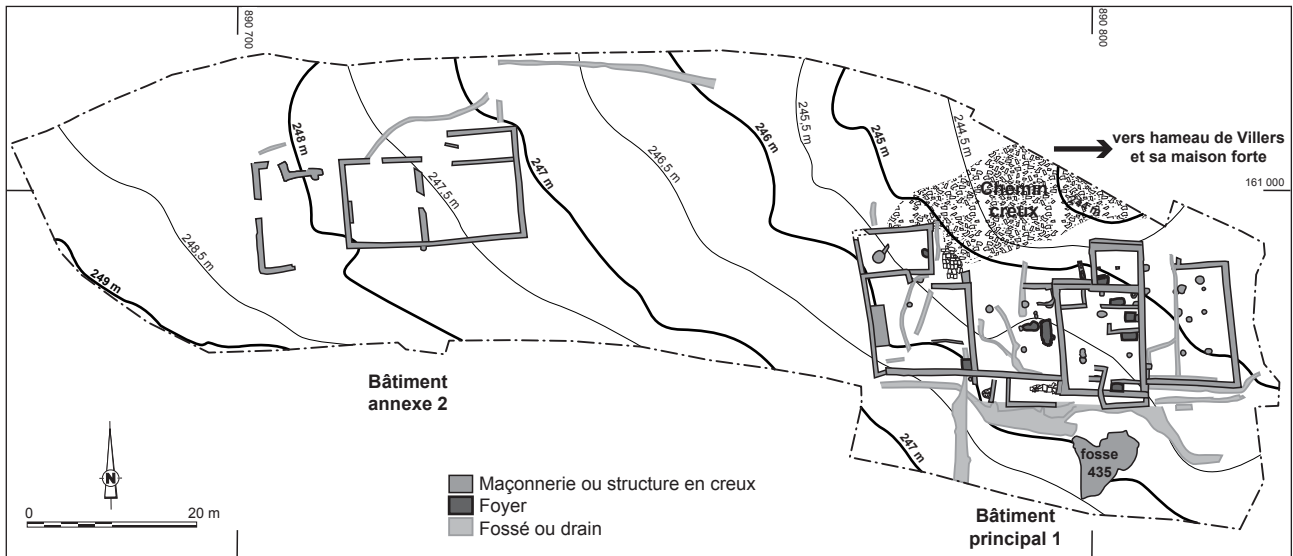 890 700
890 800
248 m
247,5 m
247 m
246,5 m
246 m
245,5 m
245 m
244,5 m
vers hameau de Villers
et sa maison forte
161 000
Chemin
creux
244 m
248,5 m
249 m
Bâtiment
annexe 2
247 m
fosse
435
N
0 20 m
Maçonnerie ou structure en creux
Foyer
Fossé ou drain
Bâtiment
principal 1